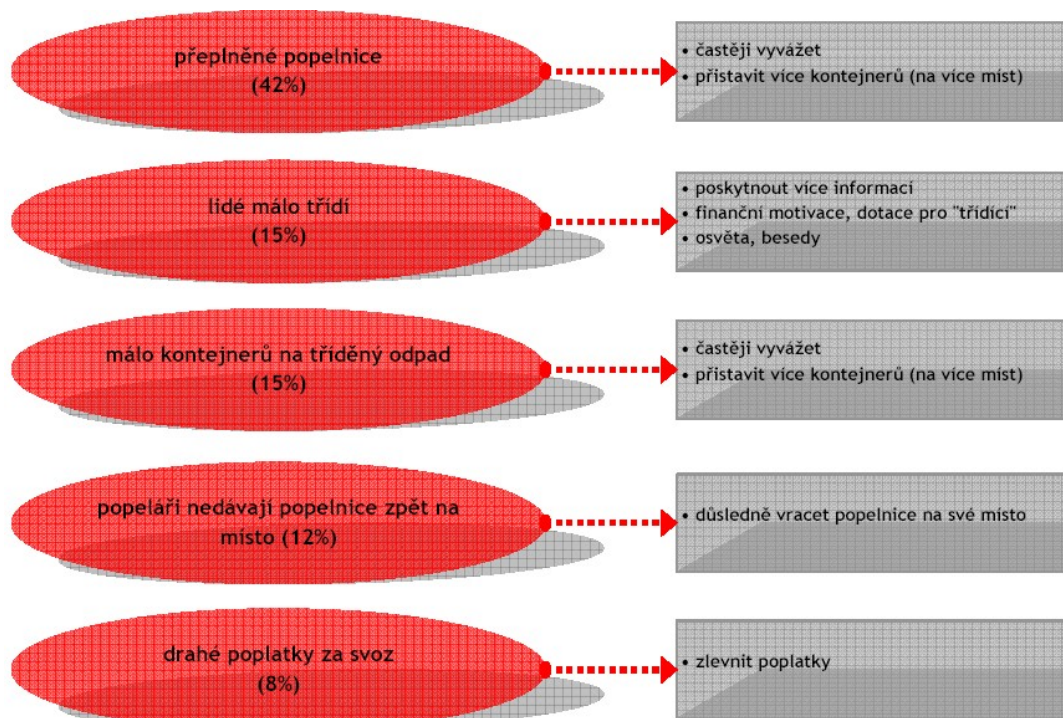 přeplněné popelnice
(42%)
• častěji vyvážet
• přistavit více kontejnerů (na více míst)
lidé málo třídí
(15%)
• poskytnout více informací
• finanční motivace, dotace pro "třídící"
• osvěta, besedy
málo kontejnerů na tříděný odpad
(15%)
• častěji vyvážet
• přistavit více kontejnerů (na více míst)
popeláři nedávají popelnice zpět na
místo (12%)
• důsledně vracet popelnice na své místo
drahé poplatky za svoz
(8%)
• zlevnit poplatky